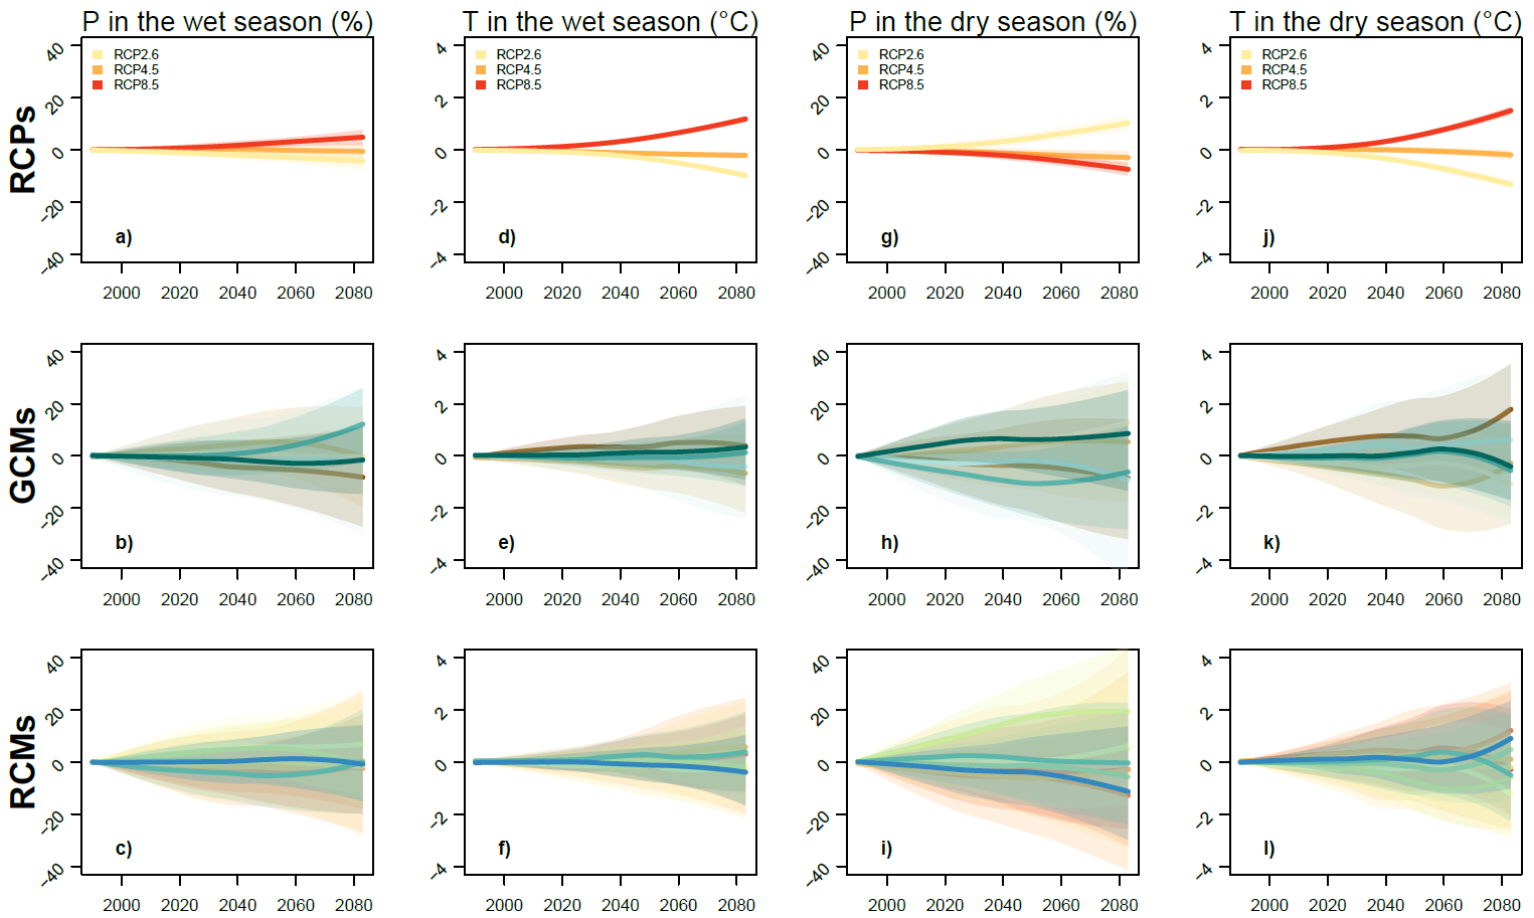 P in the wet season (%)
T in the wet season (°C)
P in the dry season (%)
T in the dry season (°C)
RCPs
40
20
0
−20
−40
RCP2.6
RCP4.5
RCP8.5
a)
2000 2020 2040 2060 2080
4
2
0
−2
−4
RCP2.6
RCP4.5
RCP8.5
d)
2000 2020 2040 2060 2080
40
20
0
−20
−40
RCP2.6
RCP4.5
RCP8.5
g)
2000 2020 2040 2060 2080
4
2
0
−2
−4
RCP2.6
RCP4.5
RCP8.5
j)
2000 2020 2040 2060 2080
GCMs
40
20
0
−20
−40
b)
2000 2020 2040 2060 2080
4
2
0
−2
−4
e)
2000 2020 2040 2060 2080
40
20
0
−20
−40
h)
2000 2020 2040 2060 2080
4
2
0
−2
−4
k)
2000 2020 2040 2060 2080
RCMs
40
20
0
−20
−40
c)
2000 2020 2040 2060 2080
4
2
0
−2
−4
f)
2000 2020 2040 2060 2080
40
20
0
−20
−40
i)
2000 2020 2040 2060 2080
4
2
0
−2
−4
l)
2000 2020 2040 2060 2080